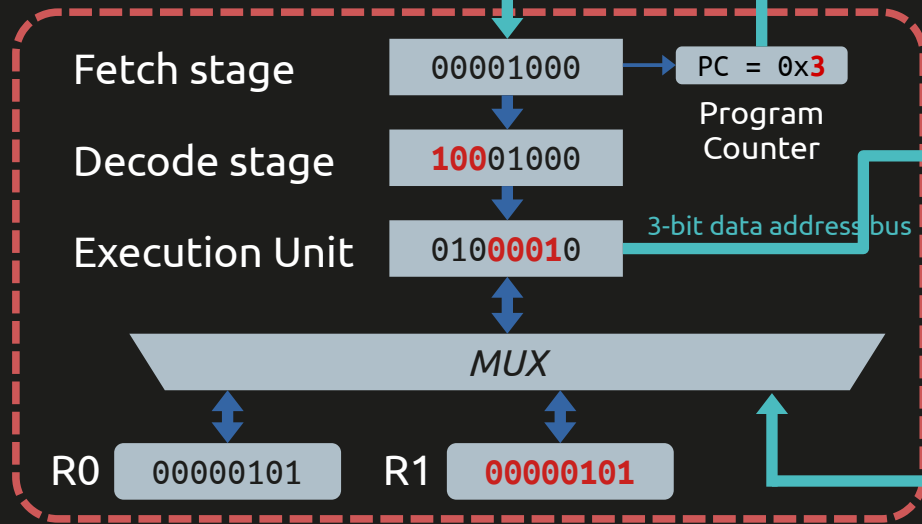 Fetch stage
00001000
PC = 0x3
Program
Counter
Decode stage
10001000
3-bit data address bus
Execution Unit
01000010
MUX
R0
00000101
R1
00000101